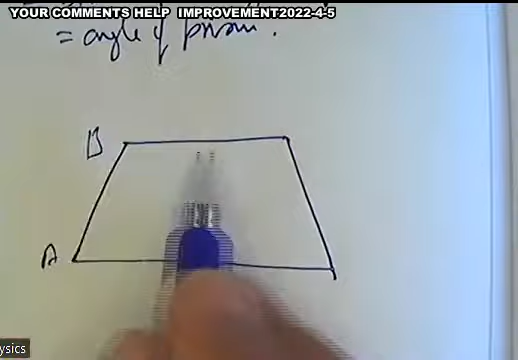 YOUR COMMENTS HELP IMPROVEMENT2022-4-5
= angle of prism.
B
A
ysics